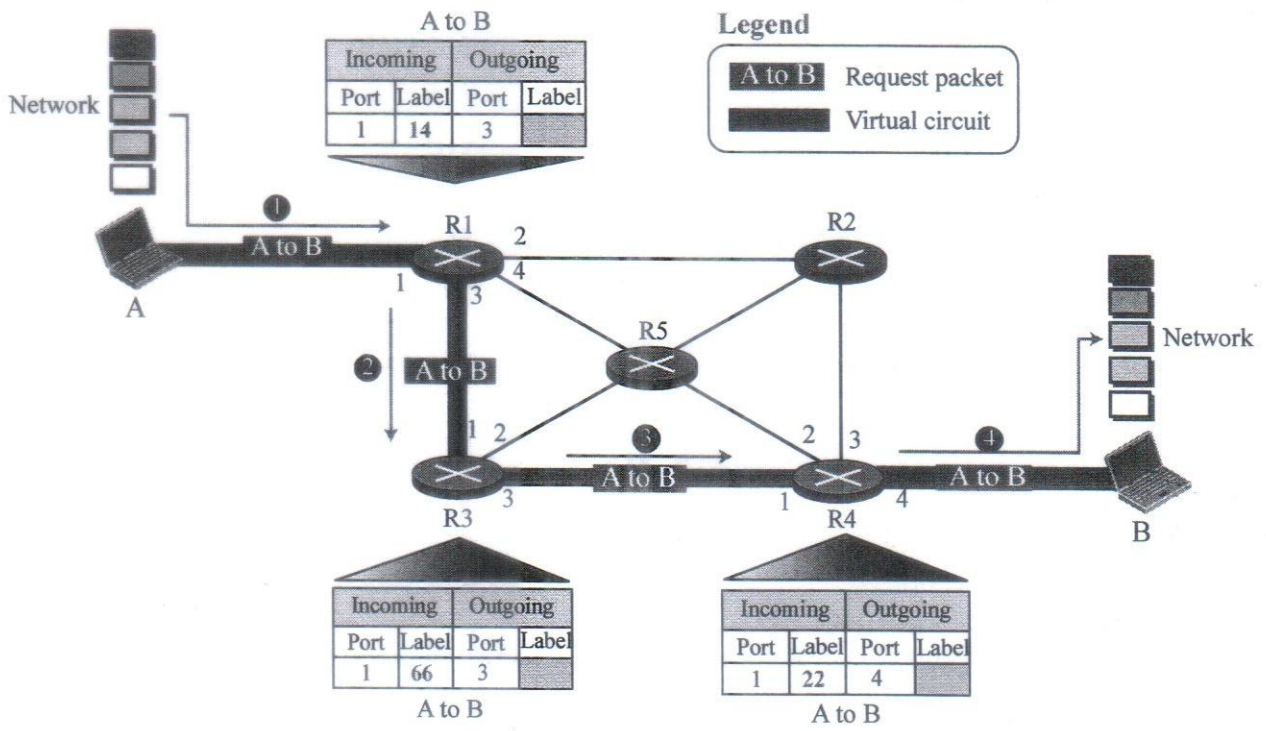 A to B
Incoming Outgoing
Port Label Port Label
1 14 3
Legend
A to B Request packet
Virtual circuit
Network
1
A to B
A
R1
1
2
4
3
R2
R5
2
A to B
1
2
3
R3
3
A to B
2
3
1
4
R4
4
A to B
Network
B
Incoming Outgoing
Port Label Port Label
1 66 3
A to B
Incoming Outgoing
Port Label Port Label
1 22 4
A to B